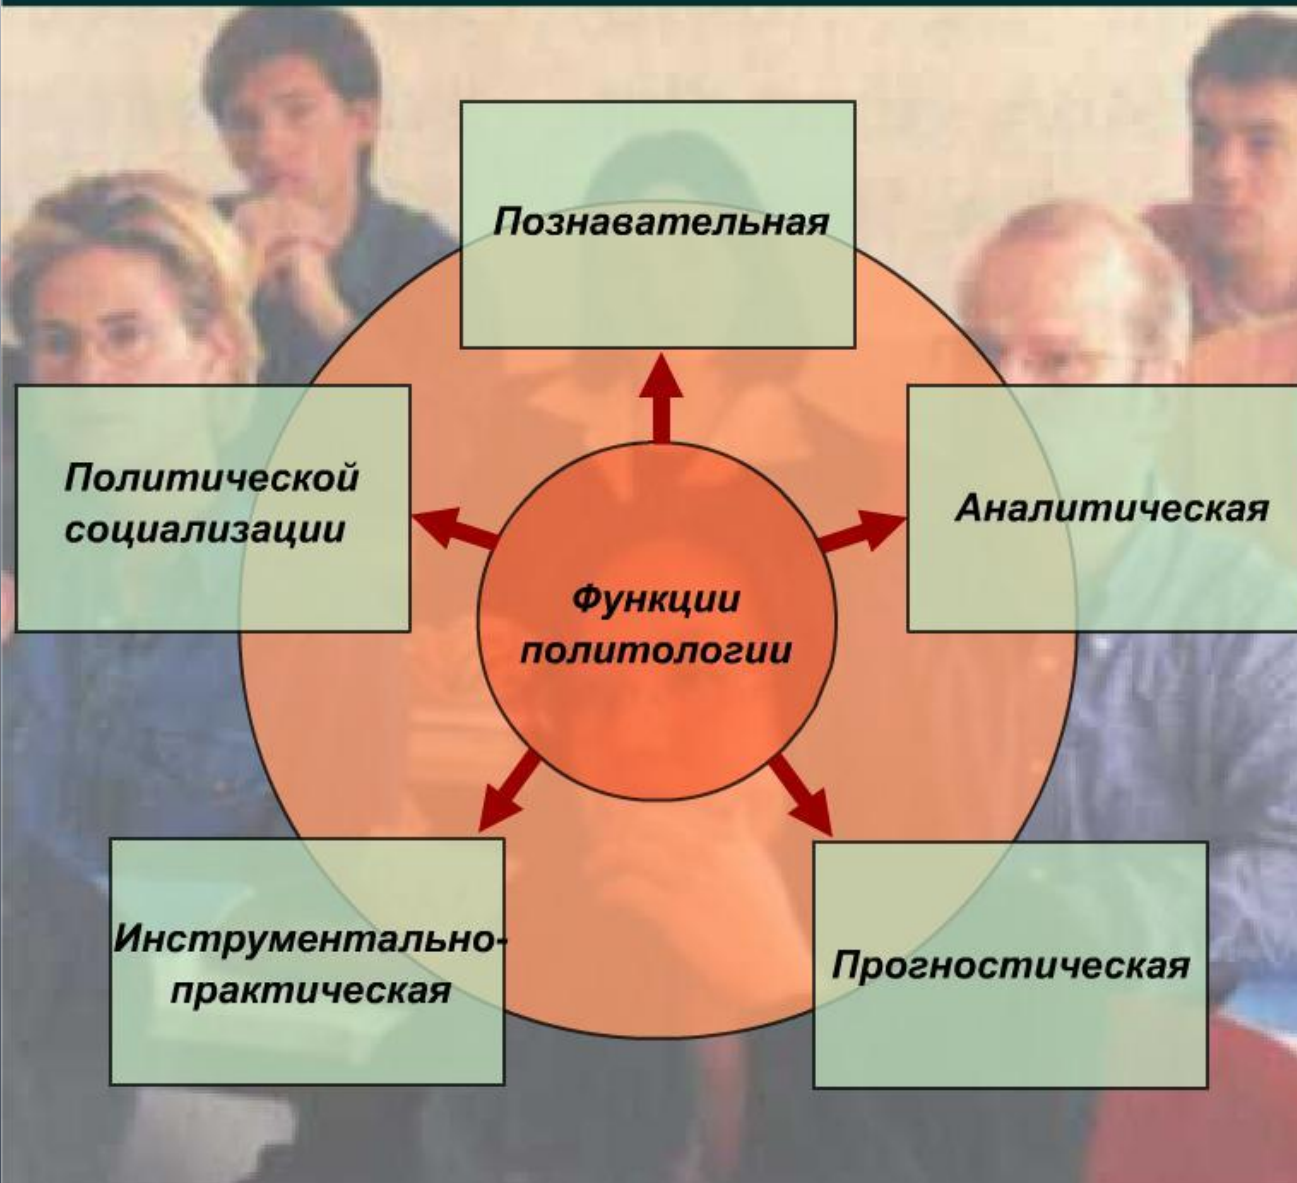 Познавательная
Политической
социализации
Аналитическая
Функции
политологии
Инструментально-
практическая
Прогностическая